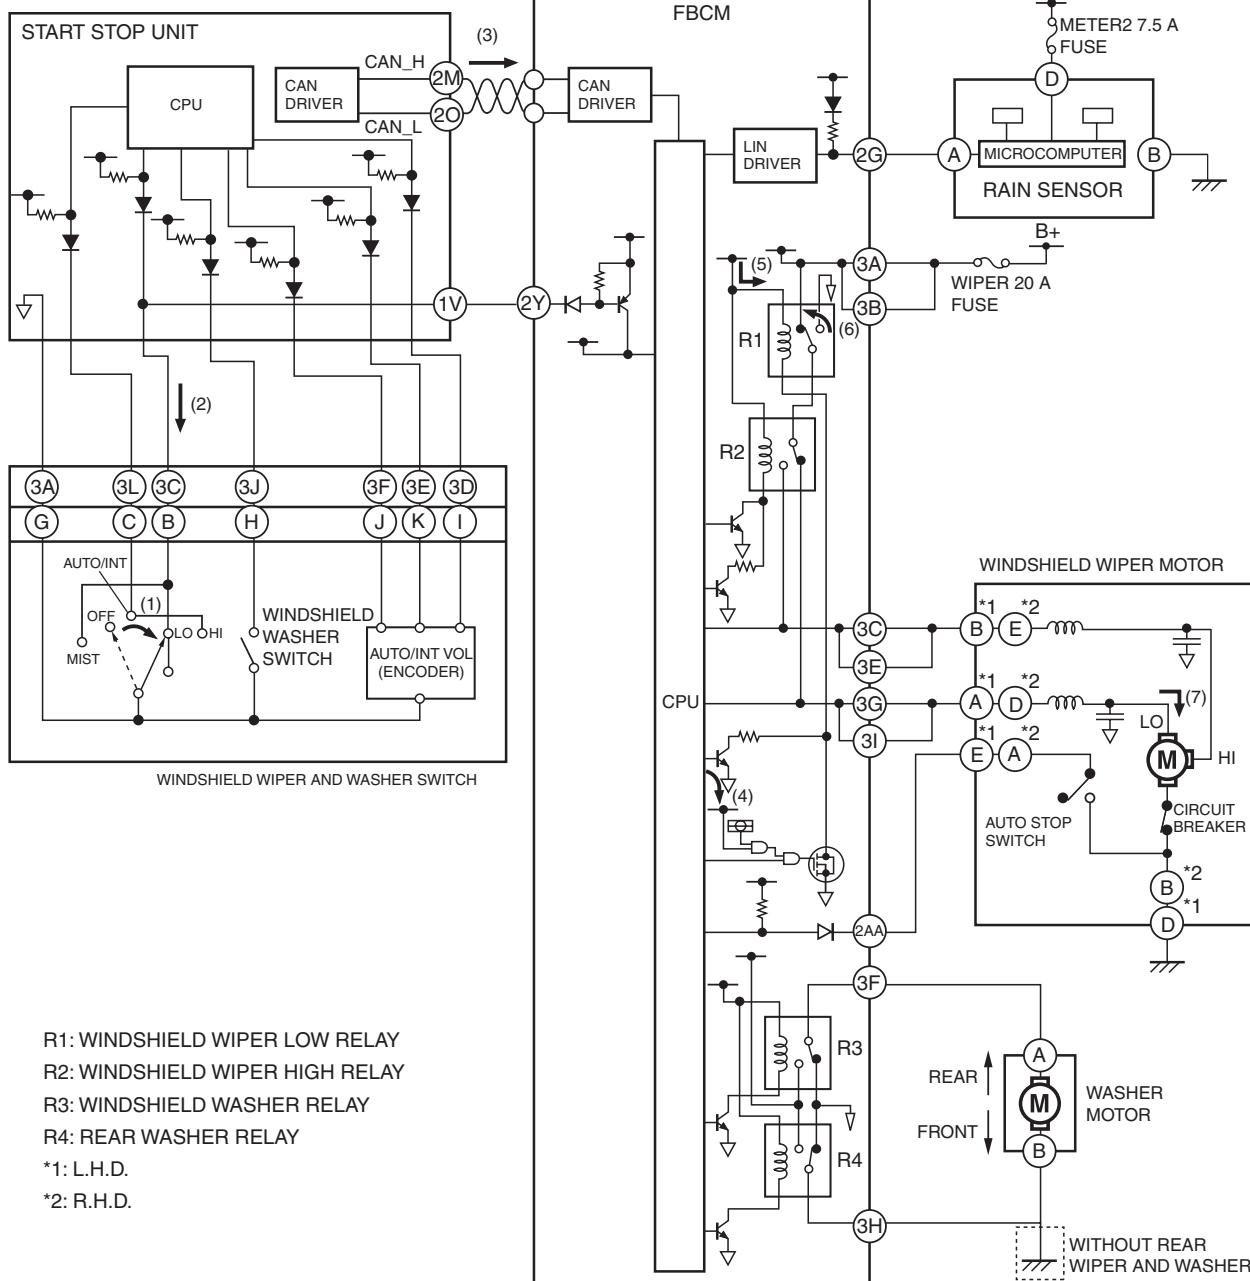 FBCM
START STOP UNIT
(3)
METER2 7.5 A
FUSE
CAN_H
2M
CPU
CAN
DRIVER
CAN
DRIVER
D
2O
CAN_L
LIN
DRIVER
2G
A
MICROCOMPUTER
B
RAIN SENSOR
B+
(5)
3A
WIPER 20 A
FUSE
1V
2Y
3B
R1
(6)
(2)
R2
3A
3L
3C
3J
3F
3E
3D
G
C
B
H
J
K
I
AUTO/INT
(1)
OFF
LO
HI
MIST
WINDSHIELD
WASHER
SWITCH
AUTO/INT VOL
(ENCODER)
WINDSHIELD WIPER AND WASHER SWITCH
WINDSHIELD WIPER MOTOR
*1
*2
3C
B
E
3E
CPU
*1
*2
3G
A
D
(7)
LO
3I
*1
*2
E
A
M
HI
(4)
AUTO STOP
SWITCH
CIRCUIT
BREAKER
B
*2
*1
D
2AA
3F
R3
A
REAR
M
WASHER
MOTOR
FRONT
B
R4
3H
WITHOUT REAR
WIPER AND WASHER
R1: WINDSHIELD WIPER LOW RELAY
R2: WINDSHIELD WIPER HIGH RELAY
R3: WINDSHIELD WASHER RELAY
R4: REAR WASHER RELAY
*1: L.H.D.
*2: R.H.D.